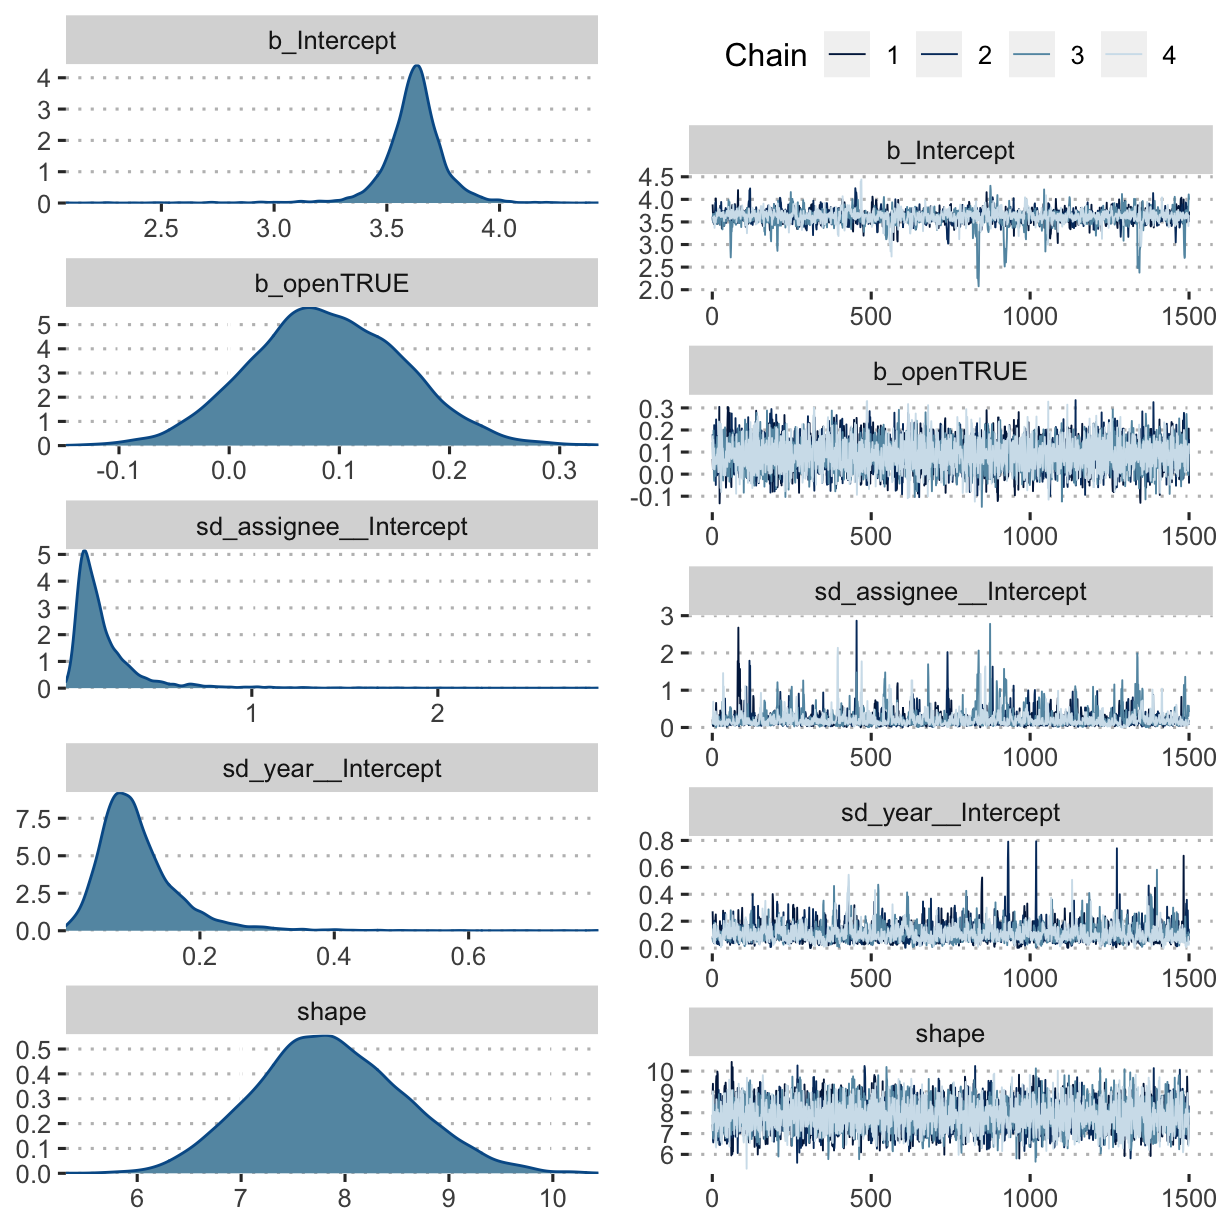 b_Intercept
4
3
2
1
0
2.5 3.0 3.5 4.0
b_openTRUE
5
4
3
2
1
0
-0.1 0.0 0.1 0.2 0.3
sd_assignee__Intercept
5
4
3
2
1
0
1 2
sd_year__Intercept
7.5
5.0
2.5
0.0
0.2 0.4 0.6
shape
0.5
0.4
0.3
0.2
0.1
0.0
6 7 8 9 10
Chain 1 2 3 4
b_Intercept
4.5
4.0
3.5
3.0
2.5
2.0
0 500 1000 1500
b_openTRUE
0.3
0.2
0.1
0.0
-0.1
0 500 1000 1500
sd_assignee__Intercept
3
2
1
0
0 500 1000 1500
sd_year__Intercept
0.8
0.6
0.4
0.2
0.0
0 500 1000 1500
shape
10
9
8
7
6
0 500 1000 1500